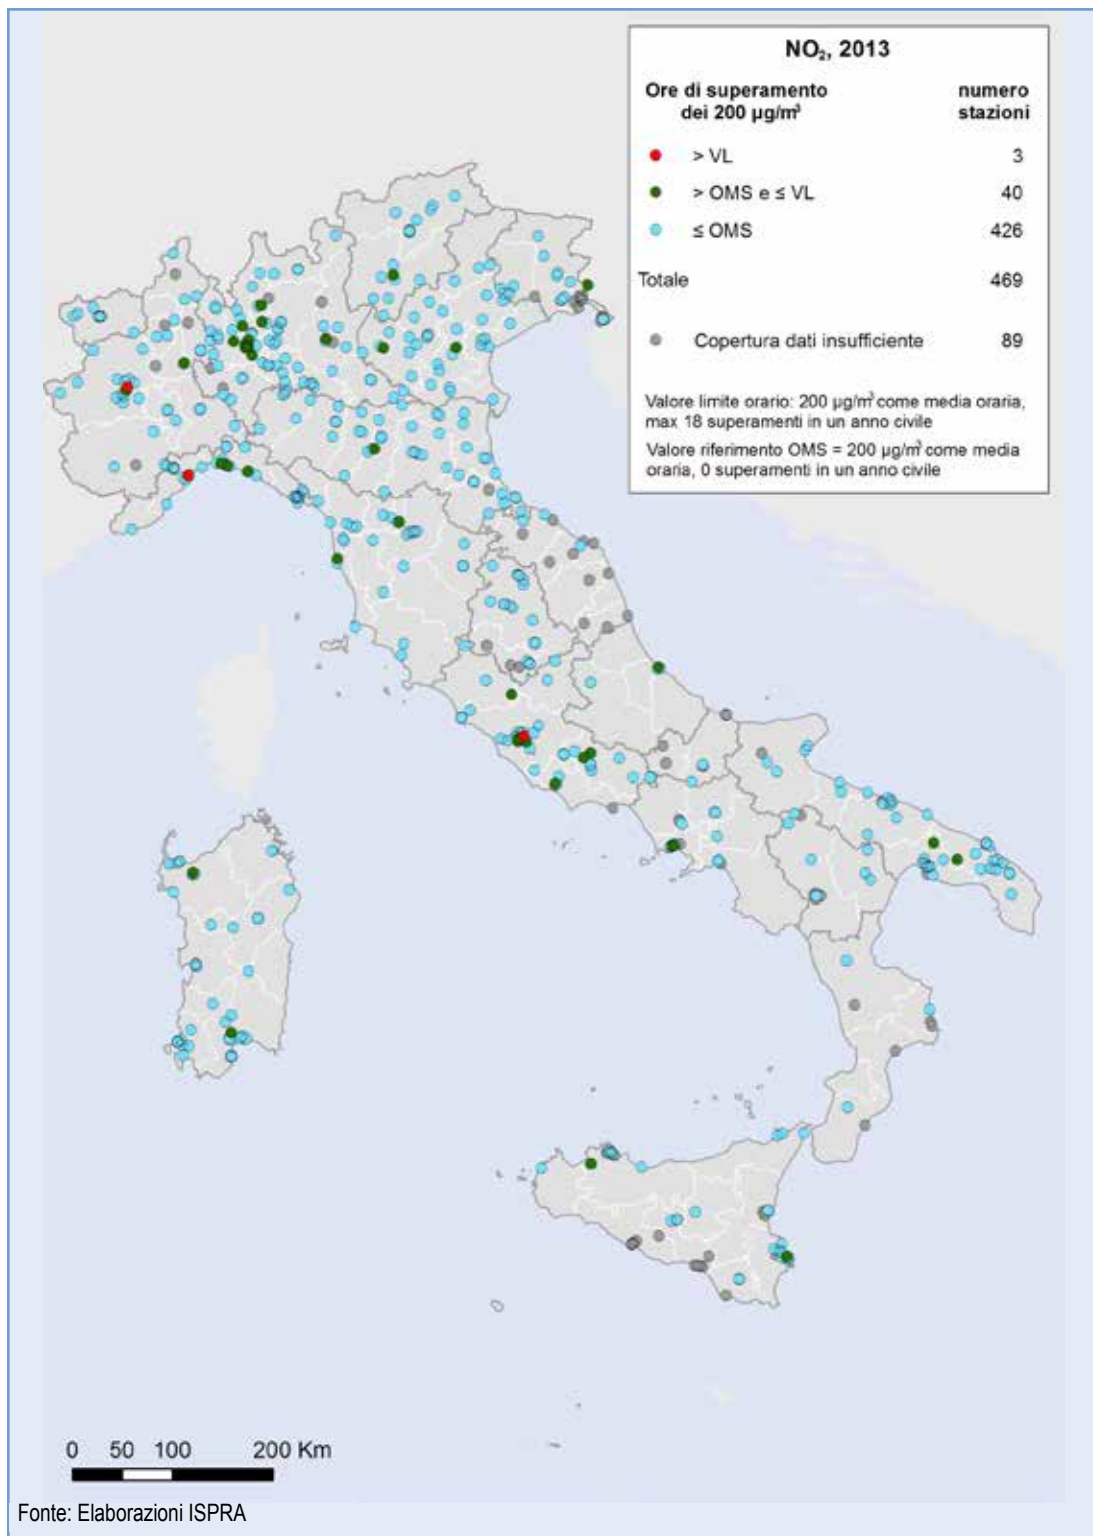 NO₂, 2013
Ore di superamento numero
dei 200 µg/m³ stazioni
> VL 3
> OMS e ≤ VL 40
≤ OMS 426
Totale 469
Copertura dati insufficiente 89
Valore limite orario: 200 µg/m³ come media oraria,
max 18 superamenti in un anno civile
Valore riferimento OMS = 200 µg/m³ come media
oraria, 0 superamenti in un anno civile
0 50 100 200 Km
Fonte: Elaborazioni ISPRA